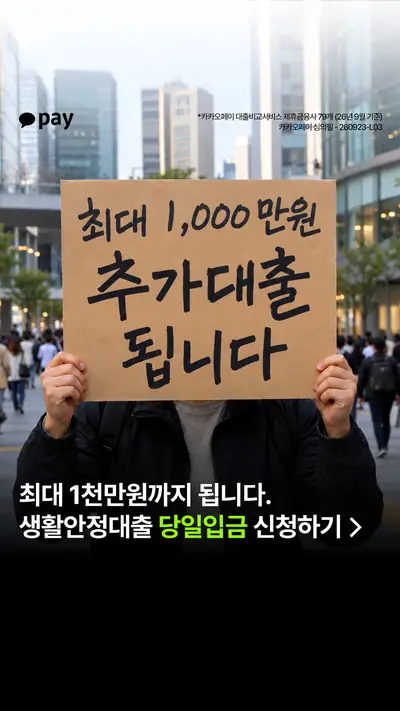 pay
*카카오페이 대출비교서비스 제휴금융사 79개 (26년 9월 기준)
카카오페이 심의필 - 260923-L03
최대 1,000만원
추가대출
됩니다
최대 1천만원까지 됩니다.
생활안정대출 당일입금 신청하기 >